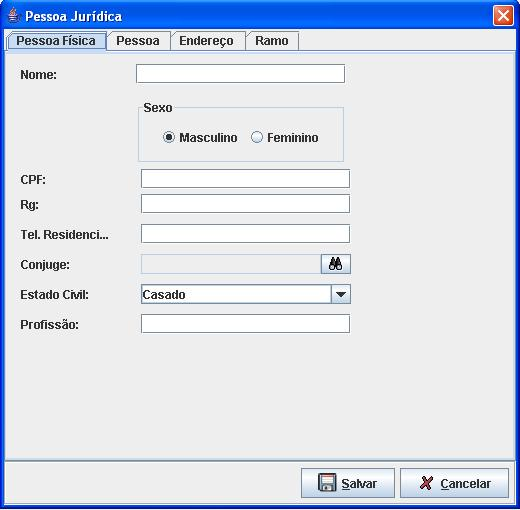 Pessoa Jurídica
Pessoa Física Pessoa Endereço Ramo
Nome:
Sexo
Masculino Feminino
CPF:
Rg:
Tel. Residenci...
Conjuge:
Estado Civil: Casado
Profissão:
Salvar Cancelar